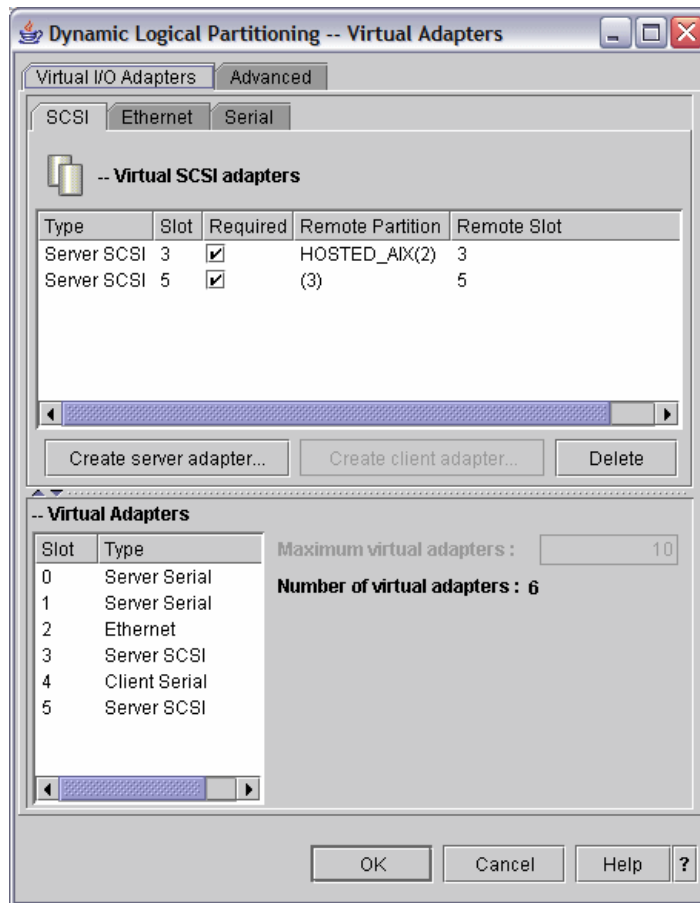 Dynamic Logical Partitioning -- Virtual Adapters
Virtual I/O Adapters Advanced
SCSI Ethernet Serial
-- Virtual SCSI adapters
Type Slot Required Remote Partition Remote Slot
Server SCSI 3 HOSTED_AIX(2) 3
Server SCSI 5 (3) 5
Create server adapter... Create client adapter... Delete
-- Virtual Adapters
Slot Type
Maximum virtual adapters : 10
0 Server Serial
Number of virtual adapters : 6
1 Server Serial
2 Ethernet
3 Server SCSI
4 Client Serial
5 Server SCSI
OK Cancel Help ?